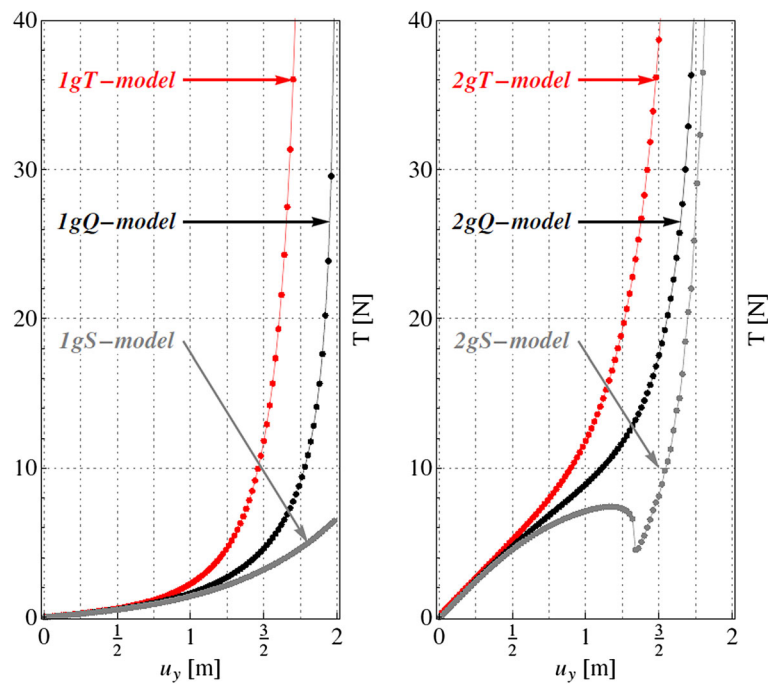 40
1gT−model
30
1gQ−model
20
1gS−model
10
0
0 1/2 1 3/2 2
u_y [m]
T [N]
40
2gT−model
30
2gQ−model
20
2gS−model
10
0
0 1/2 1 3/2 2
u_y [m]
T [N]